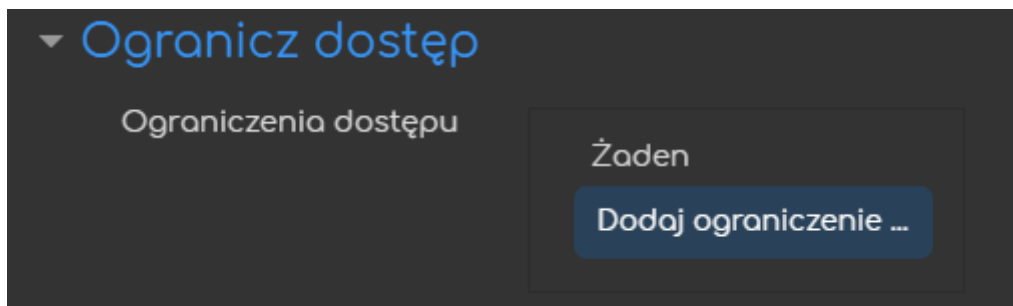 Ogranicz dostęp
Ograniczenia dostępu
Żaden
Dodaj ograniczenie ...